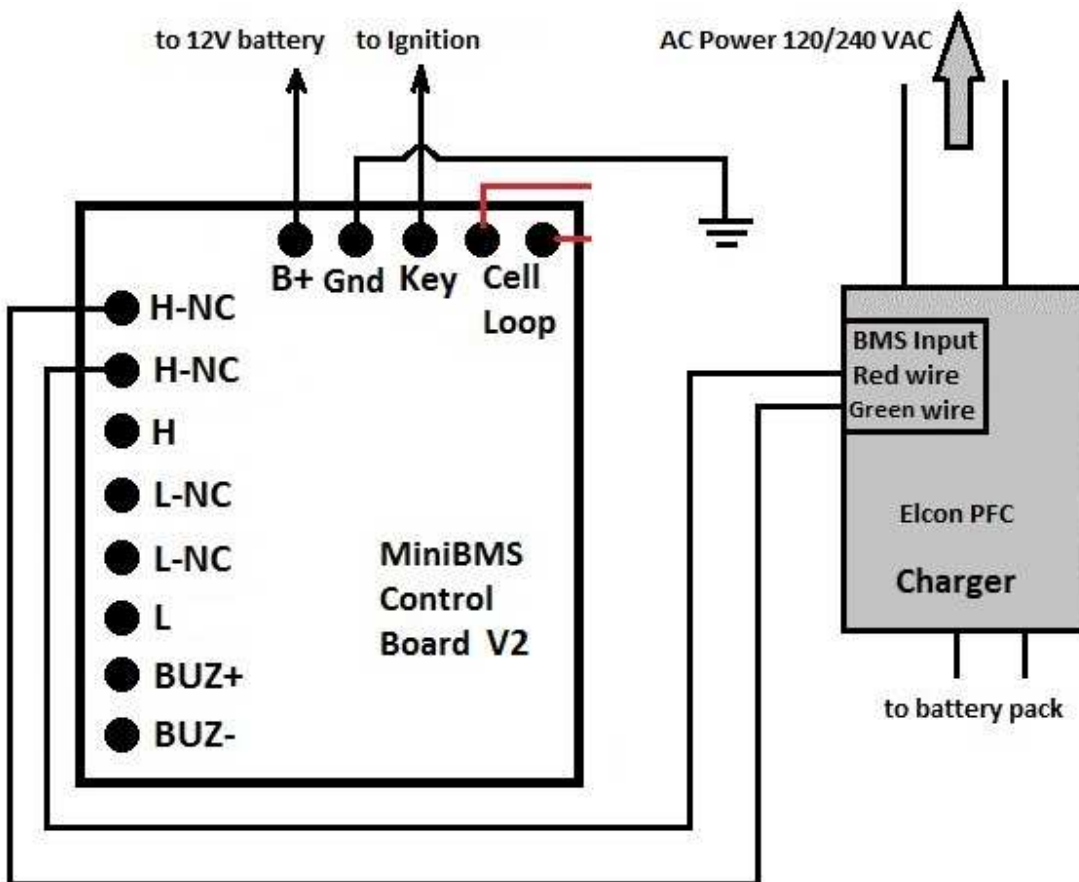 to 12V battery
to Ignition
AC Power 120/240 VAC
B+
Gnd
Key
Cell
Loop
H-NC
H-NC
H
L-NC
L-NC
L
BUZ+
BUZ-
MiniBMS
Control
Board V2
BMS Input
Red wire
Green wire
Elcon PFC
Charger
to battery pack